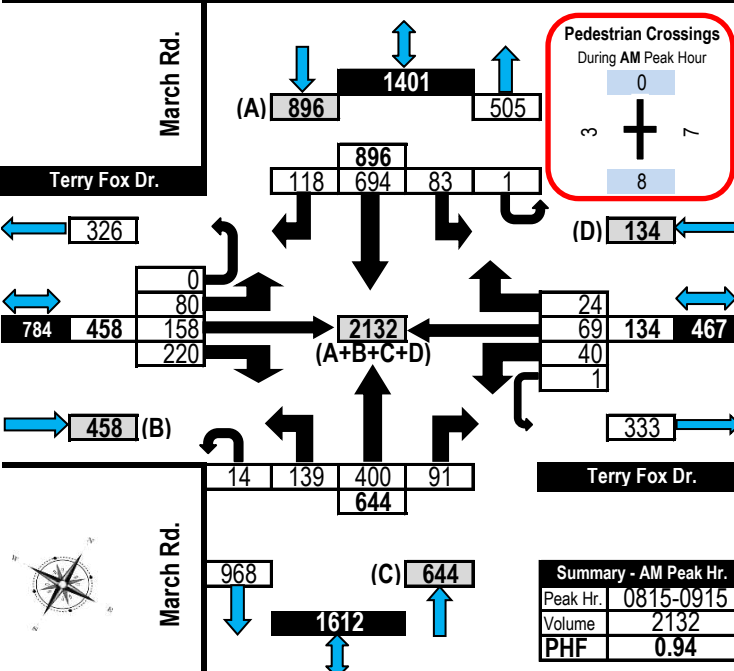 March Rd.
Terry Fox Dr.
1401
(A) 896
505
Pedestrian Crossings
During AM Peak Hour
0
3
7
8
896
118 694 83 1
326
(D) 134
0
80
784 458 158
220
2132
(A+B+C+D)
24
69 134 467
40
1
458 (B)
333
14 139 400 91
644
Terry Fox Dr.
March Rd.
968
(C) 644
1612
Summary - AM Peak Hr.
Peak Hr. 0815-0915
Volume 2132
PHF 0.94